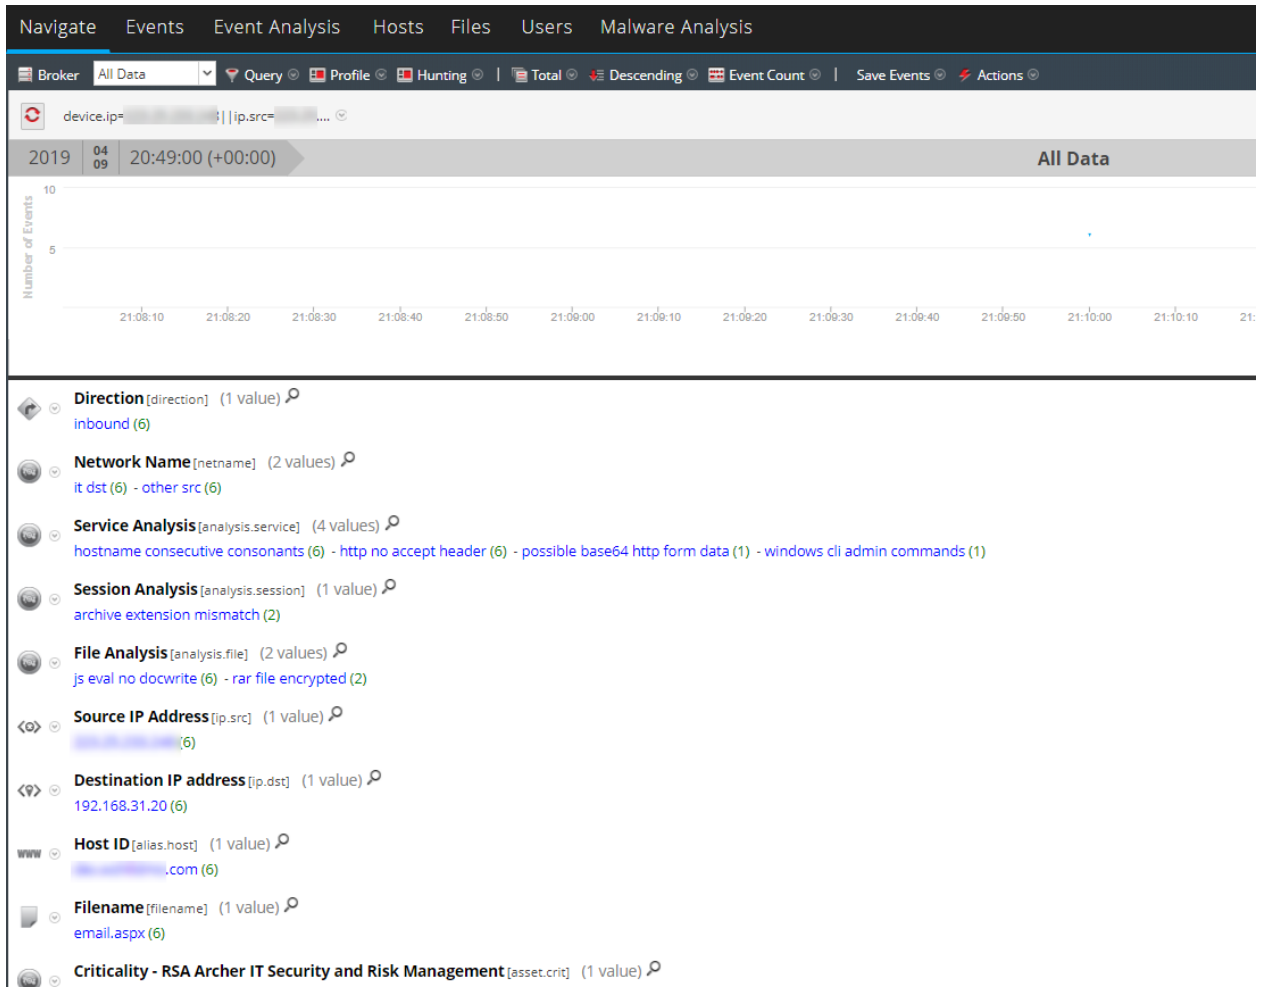 Navigate Events Event Analysis Hosts Files Users Malware Analysis
Broker All Data Query Profile Hunting | Total Descending Event Count | Save Events Actions
device.ip= ||ip.src= ....
2019 04 09 20:49:00 (+00:00) All Data
10
5
Number of Events
21:08:10 21:08:20 21:08:30 21:08:40 21:08:50 21:09:00 21:09:10 21:09:20 21:09:30 21:09:40 21:09:50 21:10:00 21:10:10 21:
Direction [direction] (1 value)
inbound (6)
Network Name [netname] (2 values)
it dst (6) - other src (6)
Service Analysis [analysis.service] (4 values)
hostname consecutive consonants (6) - http no accept header (6) - possible base64 http form data (1) - windows cli admin commands (1)
Session Analysis [analysis.session] (1 value)
archive extension mismatch (2)
File Analysis [analysis.file] (2 values)
js eval no docwrite (6) - rar file encrypted (2)
Source IP Address [ip.src] (1 value)
(6)
Destination IP address [ip.dst] (1 value)
192.168.31.20 (6)
www
Host ID [alias.host] (1 value)
.com (6)
Filename [filename] (1 value)
email.aspx (6)
Criticality - RSA Archer IT Security and Risk Management [asset.crit] (1 value)